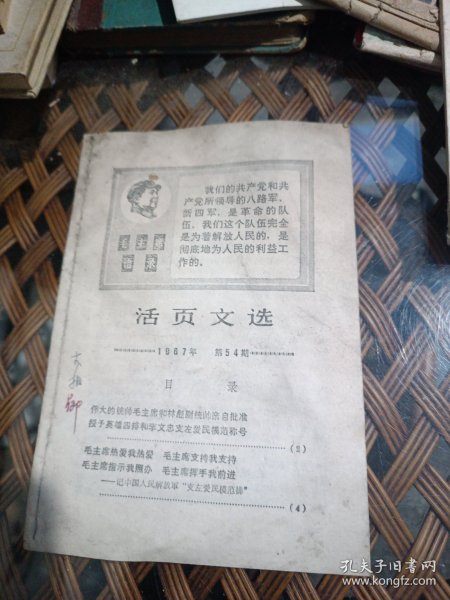 毛主席
语录
我们的共产党和共
产党所领导的八路军、
新四军，是革命的队
伍。我们这个队伍完全
是为着解放人民的，是
彻底地为人民的利益工
作的。
活页文选
1967年 第54期
目 录
伟大的统帅毛主席和林彪副统帅亲自批准
授予英雄四排和李文忠支左爱民模范称号
(2)
毛主席热爱我热爱 毛主席支持我支持
毛主席指示我照办 毛主席挥手我前进
——记中国人民解放军“支左爱民模范排”
(4)
孔夫子旧书网
www.kongfz.com